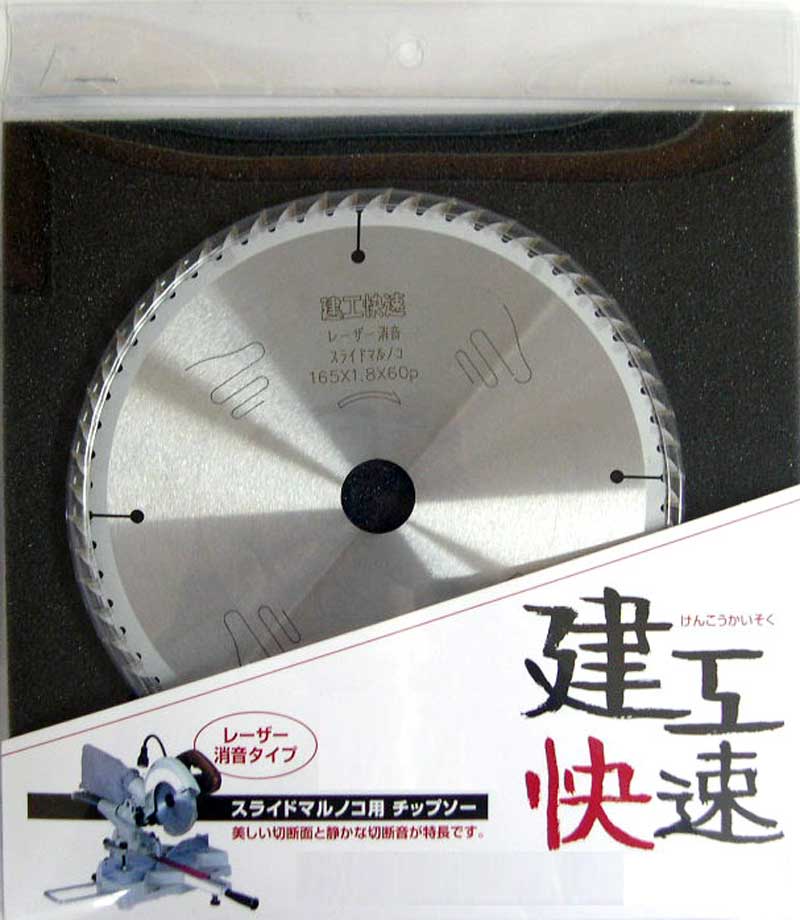 建工快速
レーザー消音
スライドマルノコ
165X1.8X60p
建工
けんこうかいそく
快速
レーザー
消音タイプ
スライドマルノコ用 チップソー
美しい切断面と静かな切断音が特長です。